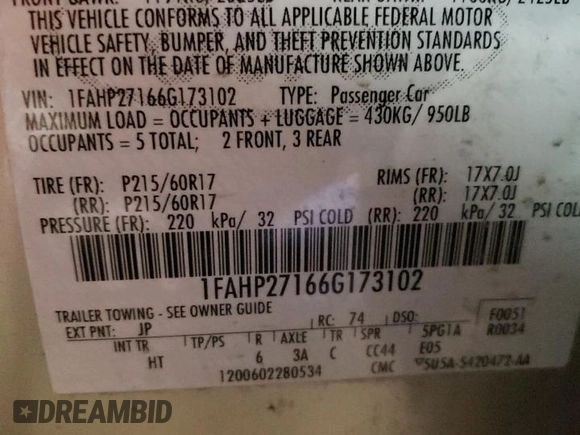 THIS VEHICLE CONFORMS TO ALL APPLICABLE FEDERAL MOTOR
VEHICLE SAFETY, BUMPER, AND THEFT PREVENTION STANDARDS
IN EFFECT ON THE DATE OF MANUFACTURE SHOWN ABOVE.
VIN: 1FAHP27166G173102 TYPE: Passenger Car
MAXIMUM LOAD = OCCUPANTS + LUGGAGE = 430KG/ 950LB
OCCUPANTS = 5 TOTAL; 2 FRONT, 3 REAR
TIRE (FR): P215/60R17 RIMS (FR): 17X7.0J
(RR): P215/60R17 (RR): 17X7.0J
PRESSURE (FR): 220 kPa/ 32 PSI COLD (RR): 220 kPa/ 32 PSI COL
1FAHP27166G173102
TRAILER TOWING - SEE OWNER GUIDE
EXT PNT: JP RC: 74 DSO: F0051
R0034
INT TR TP/PS R AXLE TR SPR 5PG1A
HT 6 3A C CC44 E05
1200602280534 CMC 5U5A-5420472-AA
DREAMBID